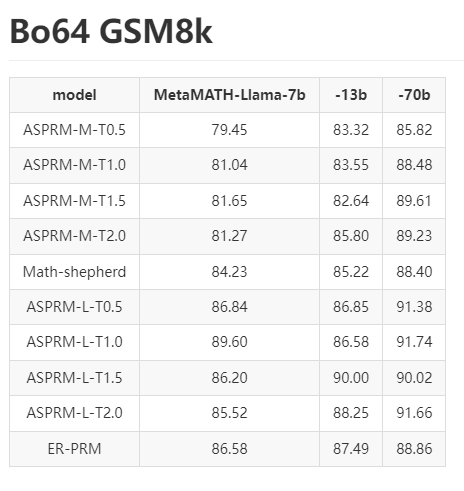 Bo64 GSM8k
model MetaMATH-Llama-7b -13b -70b
ASPRM-M-T0.5 79.45 83.32 85.82
ASPRM-M-T1.0 81.04 83.55 88.48
ASPRM-M-T1.5 81.65 82.64 89.61
ASPRM-M-T2.0 81.27 85.80 89.23
Math-shepherd 84.23 85.22 88.40
ASPRM-L-T0.5 86.84 86.85 91.38
ASPRM-L-T1.0 89.60 86.58 91.74
ASPRM-L-T1.5 86.20 90.00 90.02
ASPRM-L-T2.0 85.52 88.25 91.66
ER-PRM 86.58 87.49 88.86